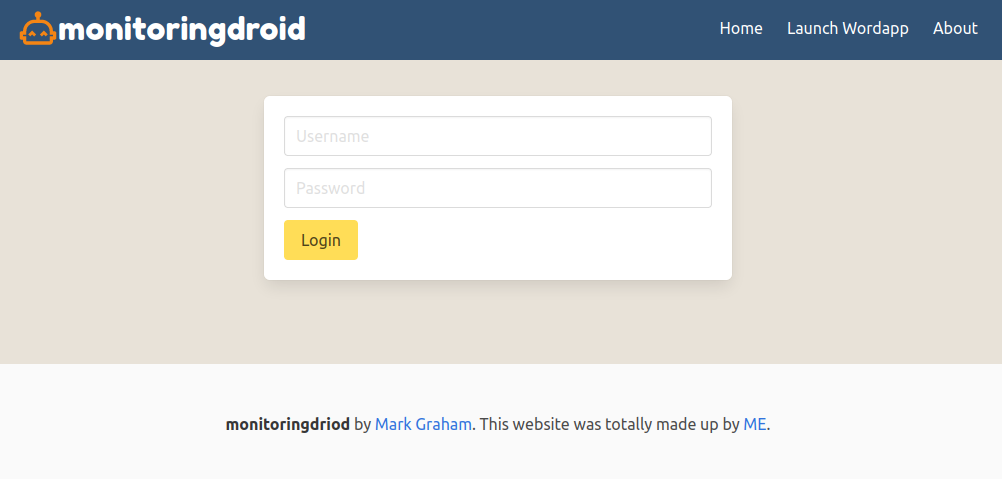 monitoringdroid
Home Launch Wordapp About
Username
Password
Login
monitoringdriod by Mark Graham. This website was totally made up by ME.